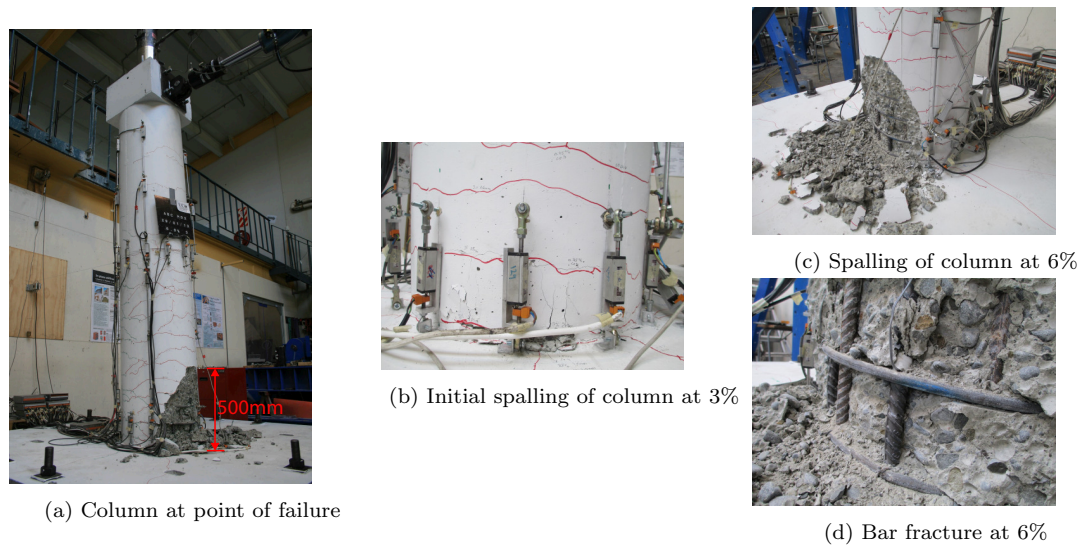 500mm
(a) Column at point of failure
(b) Initial spalling of column at 3%
(c) Spalling of column at 6%
(d) Bar fracture at 6%